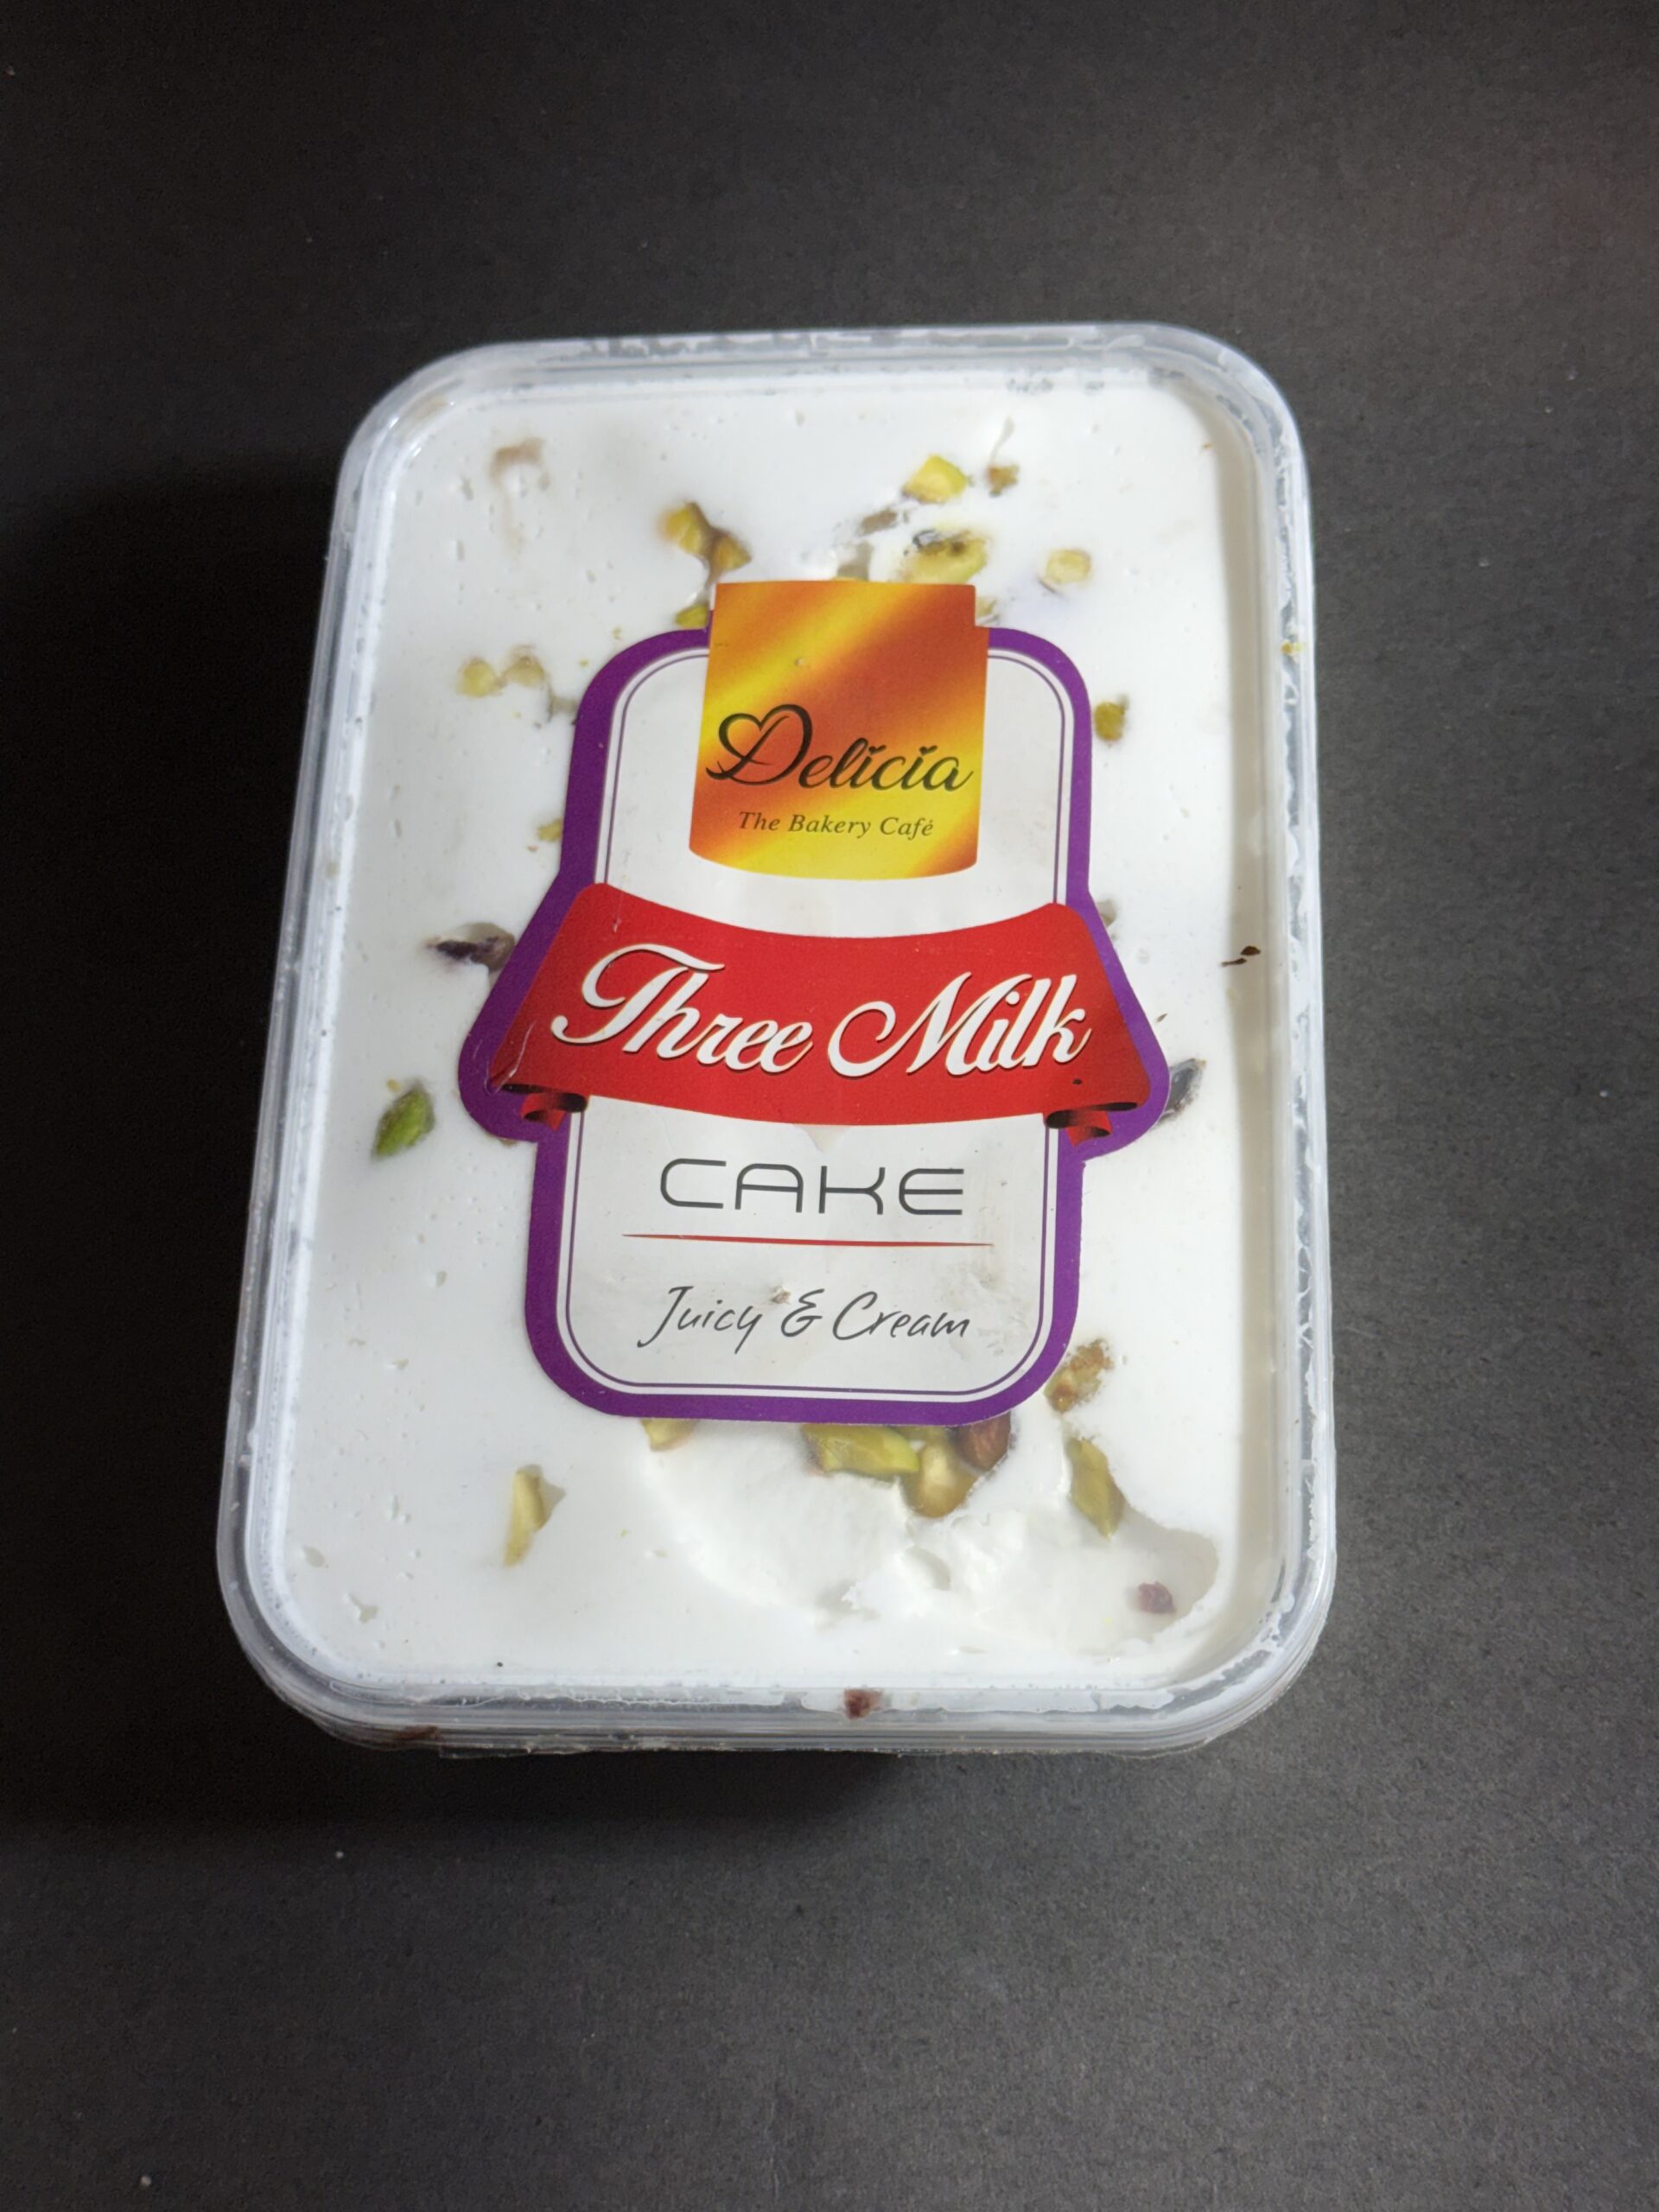 Delicia
The Bakery Café
Three Milk
CAKE
Juicy & Cream